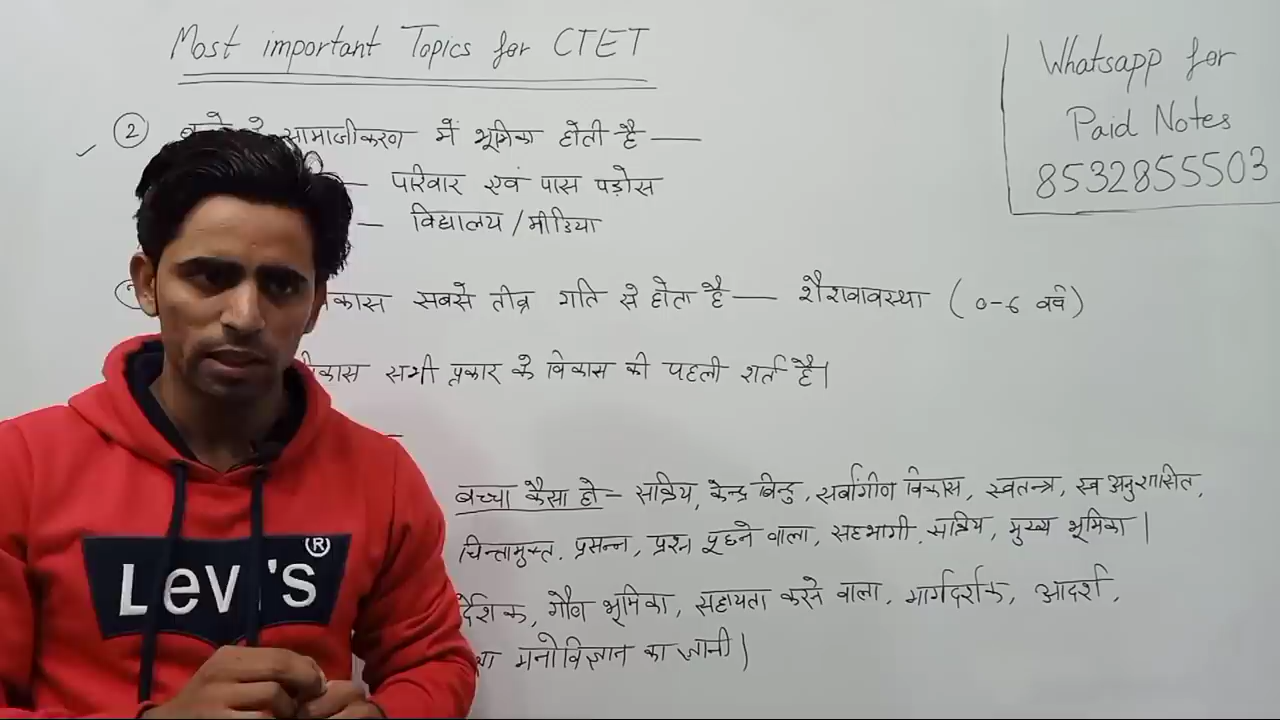 Most important Topics for CTET
Whatsapp for
Paid Notes
8532855503
② सामाजीकरण में भूमिका होती है —
— परिवार एवं पास पड़ोस
— विद्यालय / मीडिया
सबसे तीव्र गति से होता है — शैशवावस्था ( 0-6 वर्ष )
सभी प्रकार के विकास की पहली शर्त है।
बच्चा कैसा हो - सक्रिय, केन्द्र बिन्दु, सर्वांगीण विकास, स्वतन्त्र, स्व अनुशासित,
चिन्तामुक्त, प्रसन्न, प्रश्न पूछने वाला, सहभागी, सक्रिय, मुख्य भूमिका |
गौण भूमिका, सहायता करने वाला, मार्गदर्शक, आदर्श,
मनोविज्ञान का ज्ञानी |
Levi's ®